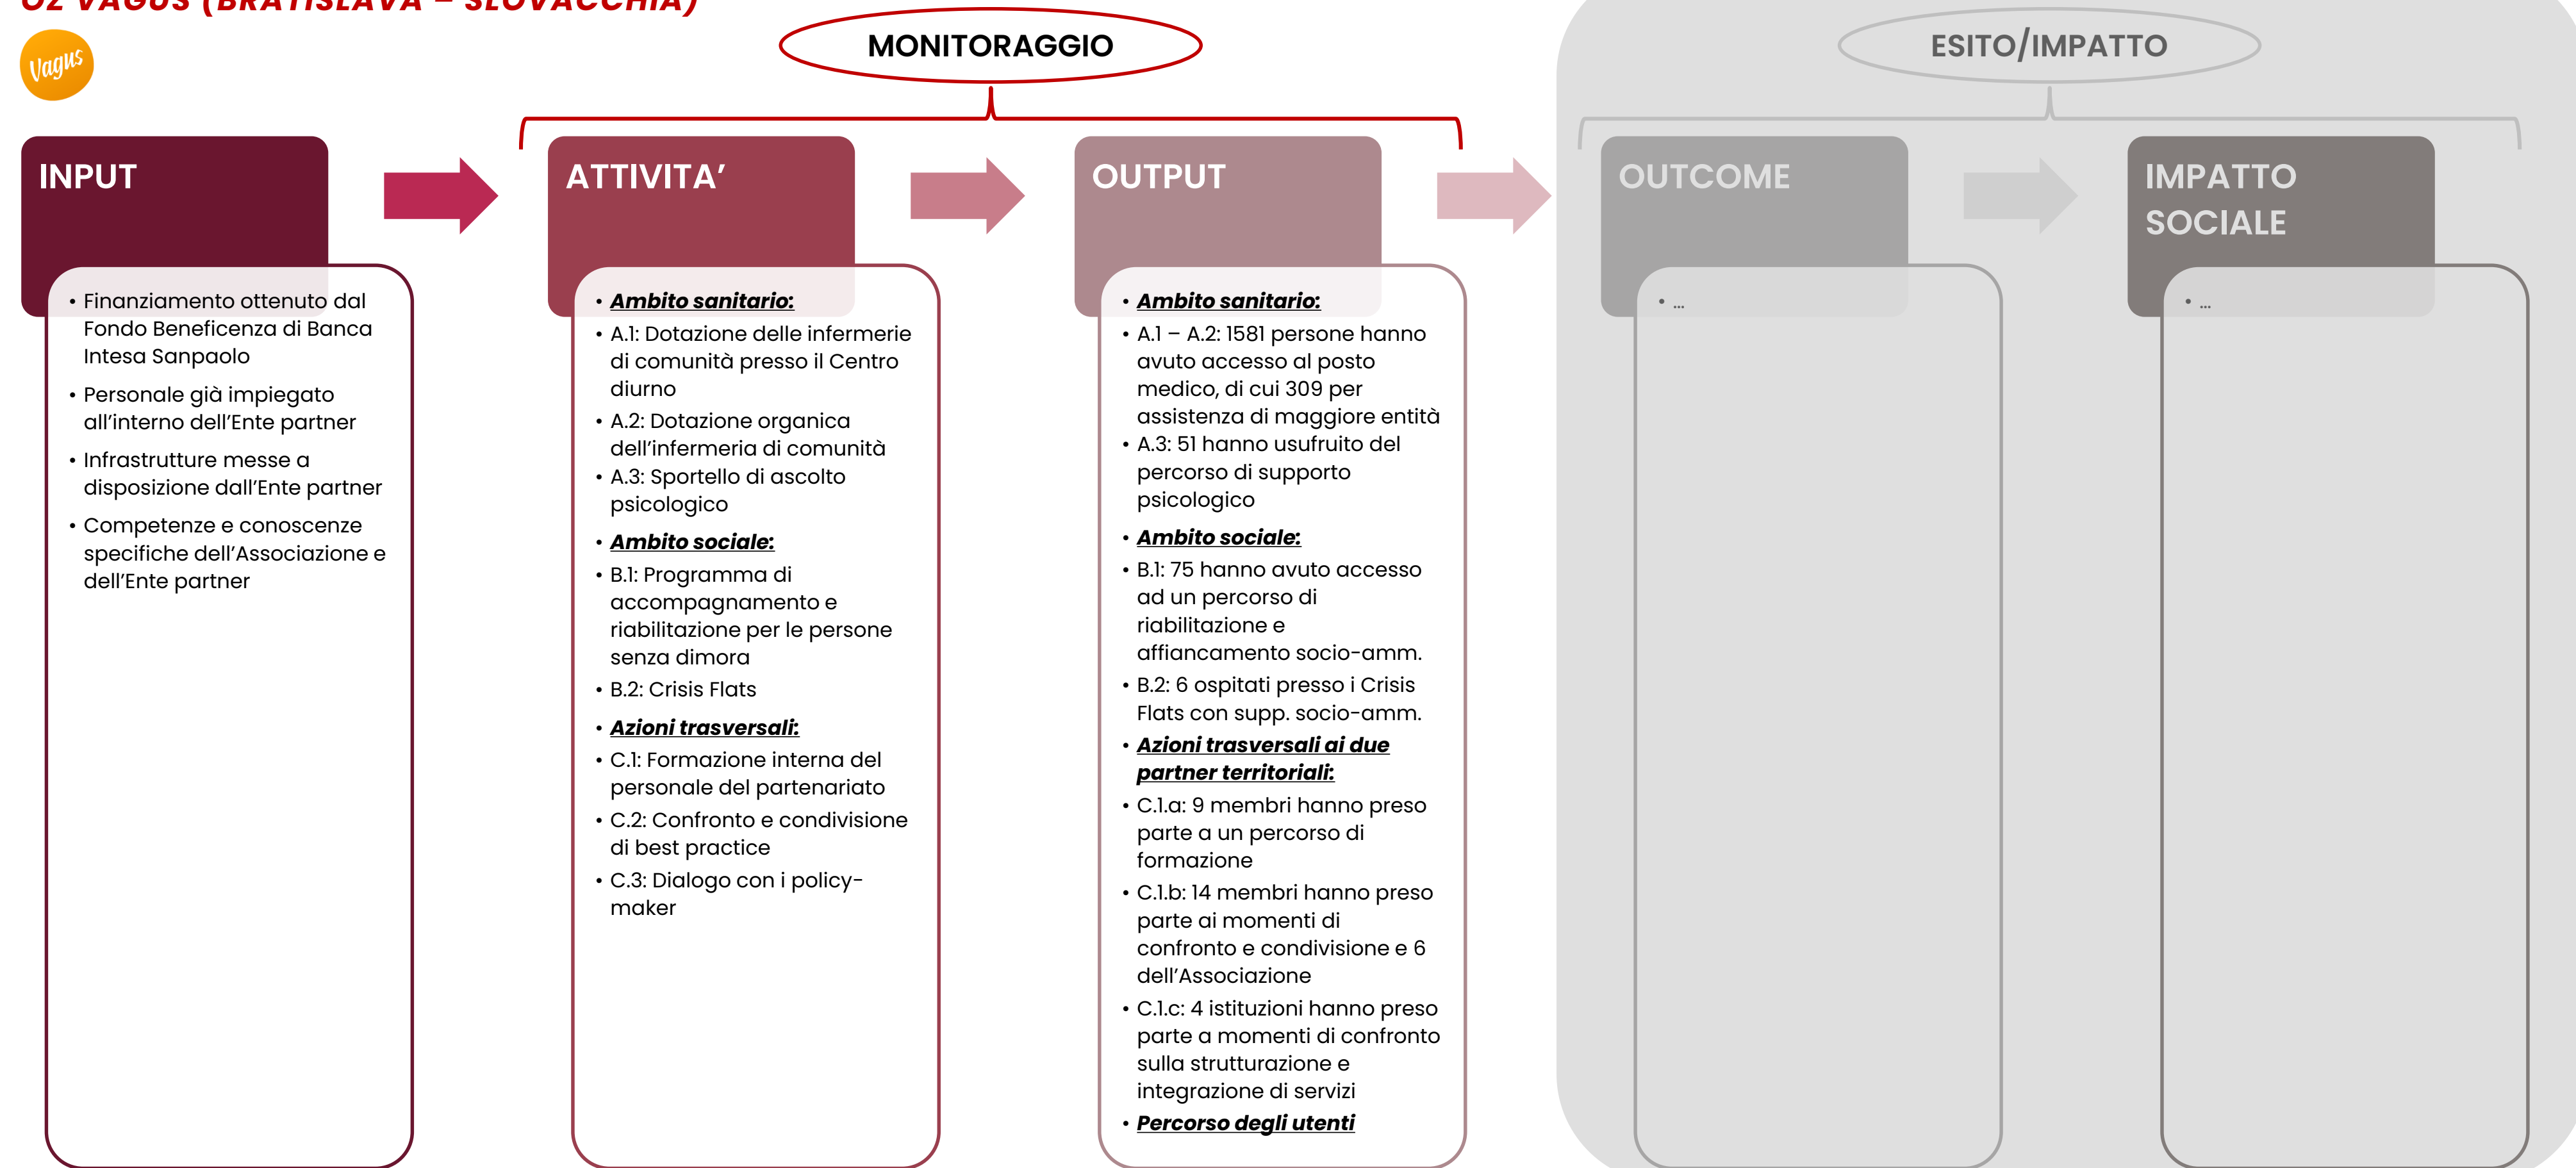 OZ VAGUS (BRATISLAVA – SLOVACCHIA)
Vagus
MONITORAGGIO
ESITO/IMPATTO
INPUT
• Finanziamento ottenuto dal
Fondo Beneficenza di Banca
Intesa Sanpaolo
• Personale già impiegato
all’interno dell’Ente partner
• Infrastrutture messe a
disposizione dall’Ente partner
• Competenze e conoscenze
specifiche dell’Associazione e
dell’Ente partner
ATTIVITA’
• Ambito sanitario:
• A.1: Dotazione delle infermerie
di comunità presso il Centro
diurno
• A.2: Dotazione organica
dell’infermeria di comunità
• A.3: Sportello di ascolto
psicologico
• Ambito sociale:
• B.1: Programma di
accompagnamento e
riabilitazione per le persone
senza dimora
• B.2: Crisis Flats
• Azioni trasversali:
• C.1: Formazione interna del
personale del partenariato
• C.2: Confronto e condivisione
di best practice
• C.3: Dialogo con i policy-
maker
OUTPUT
• Ambito sanitario:
• A.1 – A.2: 1581 persone hanno
avuto accesso al posto
medico, di cui 309 per
assistenza di maggiore entità
• A.3: 51 hanno usufruito del
percorso di supporto
psicologico
• Ambito sociale:
• B.1: 75 hanno avuto accesso
ad un percorso di
riabilitazione e
affiancamento socio-amm.
• B.2: 6 ospitati presso i Crisis
Flats con supp. socio-amm.
• Azioni trasversali ai due
partner territoriali:
• C.1.a: 9 membri hanno preso
parte a un percorso di
formazione
• C.1.b: 14 membri hanno preso
parte ai momenti di
confronto e condivisione e 6
dell’Associazione
• C.1.c: 4 istituzioni hanno preso
parte a momenti di confronto
sulla strutturazione e
integrazione di servizi
• Percorso degli utenti
OUTCOME
• ...
IMPATTO
SOCIALE
• ...